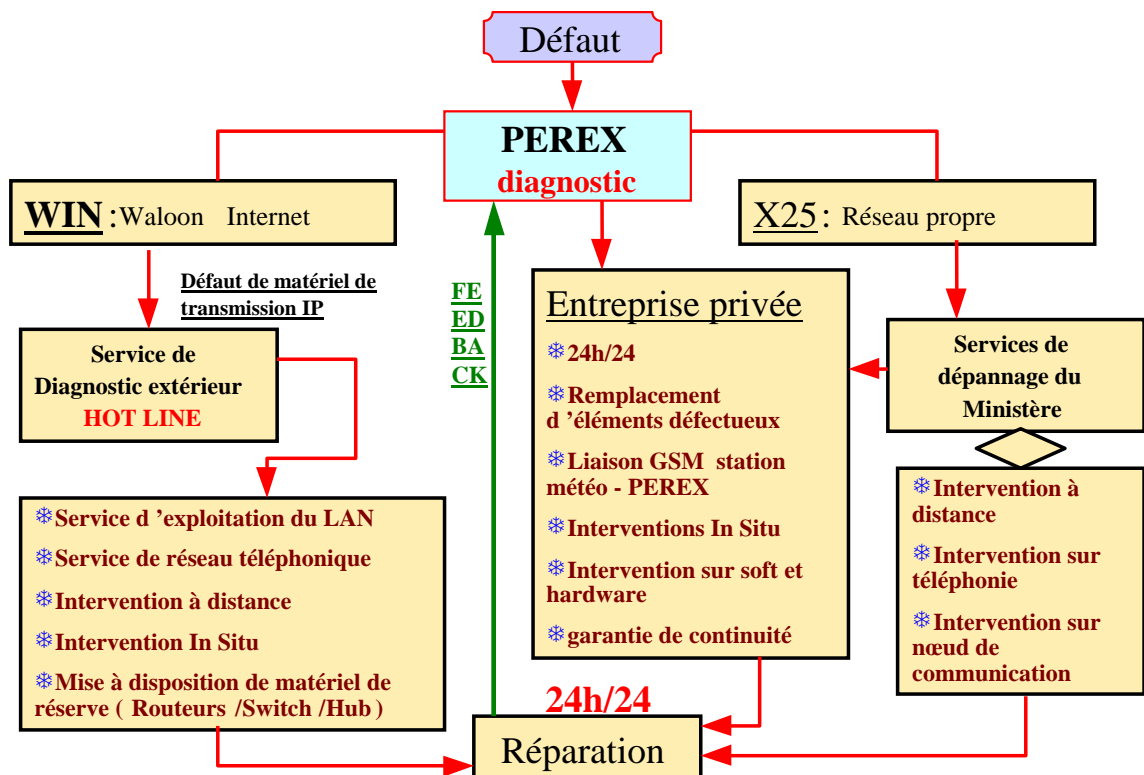 Défaut
PEREX
diagnostic
WIN : Waloon Internet
X25: Réseau propre
Défaut de matériel de
transmission IP
Service de
Diagnostic extérieur
HOT LINE
FE
ED
BA
CK
Entreprise privée
24h/24
Remplacement
d ’éléments défectueux
Liaison GSM station
météo - PEREX
Interventions In Situ
Intervention sur soft et
hardware
garantie de continuité
Services de
dépannage du
Ministère
Service d ’exploitation du LAN
Service de réseau téléphonique
Intervention à distance
Intervention In Situ
Mise à disposition de matériel de
réserve ( Routeurs /Switch /Hub )
Intervention à
distance
Intervention sur
téléphonie
Intervention sur
nœud de
communication
24h/24
Réparation